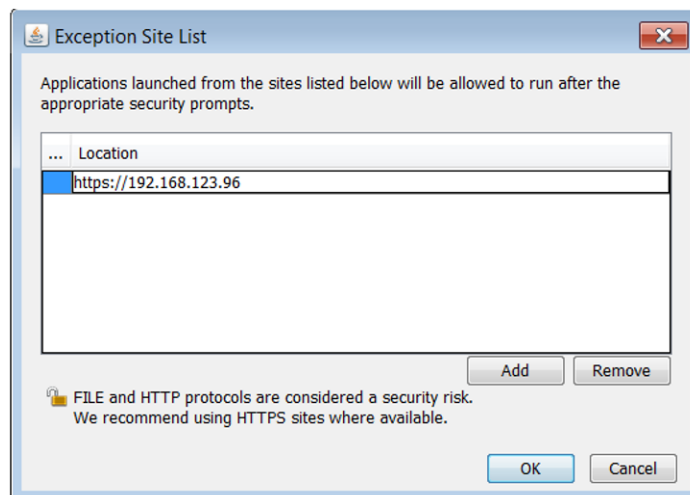 Exception Site List
Applications launched from the sites listed below will be allowed to run after the
appropriate security prompts.
... Location
https://192.168.123.96
Add Remove
FILE and HTTP protocols are considered a security risk.
We recommend using HTTPS sites where available.
OK Cancel